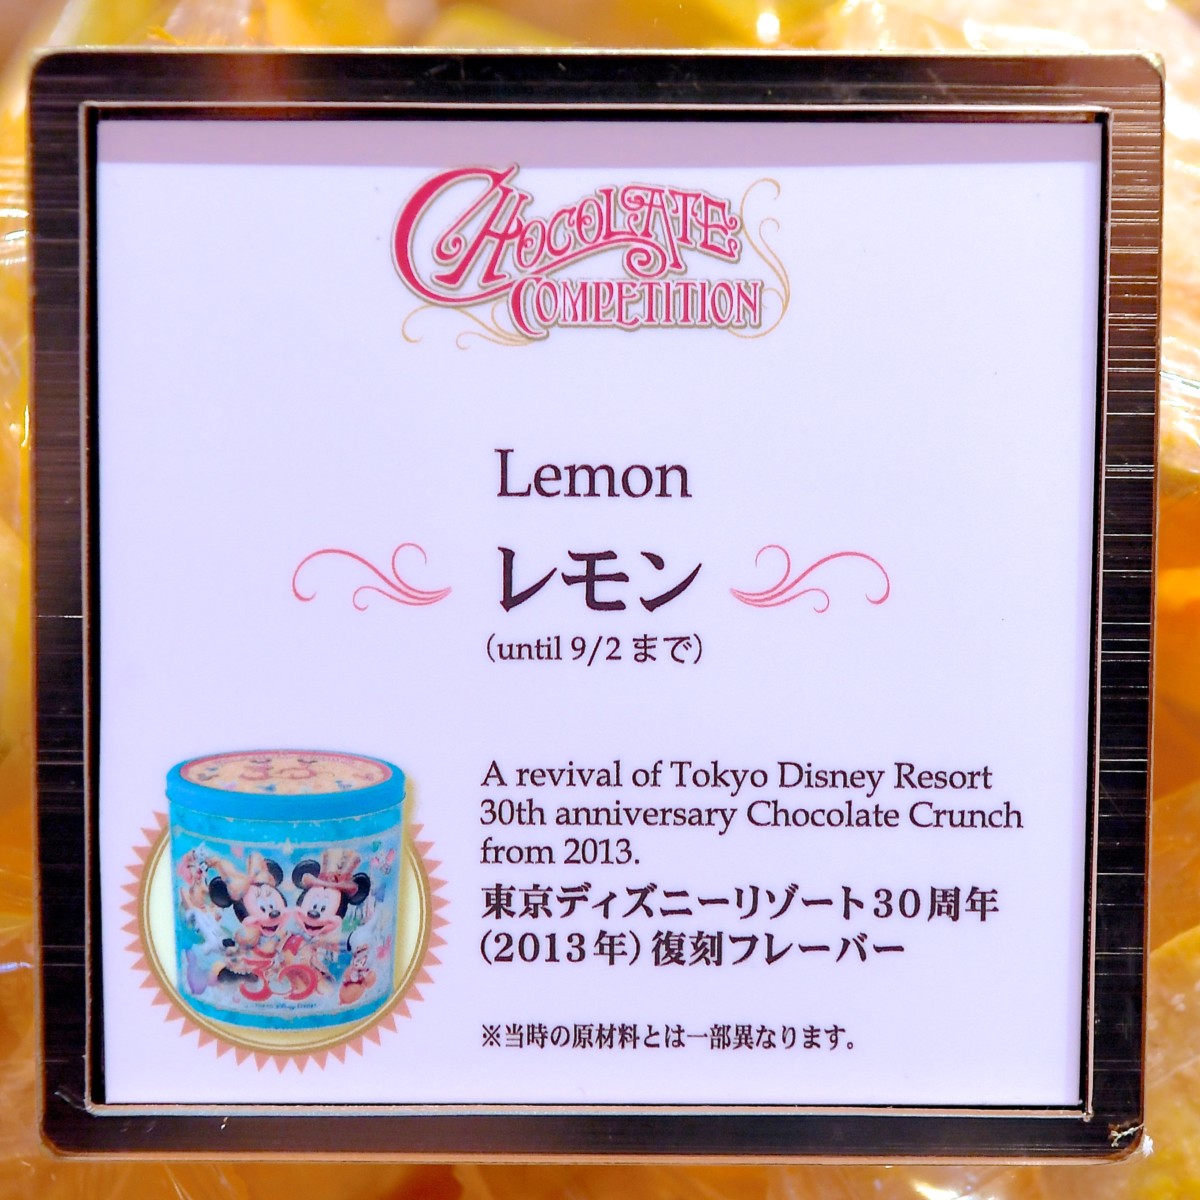 CHOCOLATE
COMPETITION
Lemon
レモン
(until 9/2 まで)
A revival of Tokyo Disney Resort
30th anniversary Chocolate Crunch
from 2013.
東京ディズニーリゾート30周年
(2013年)復刻フレーバー
※当時の原材料とは一部異なります。
30
30